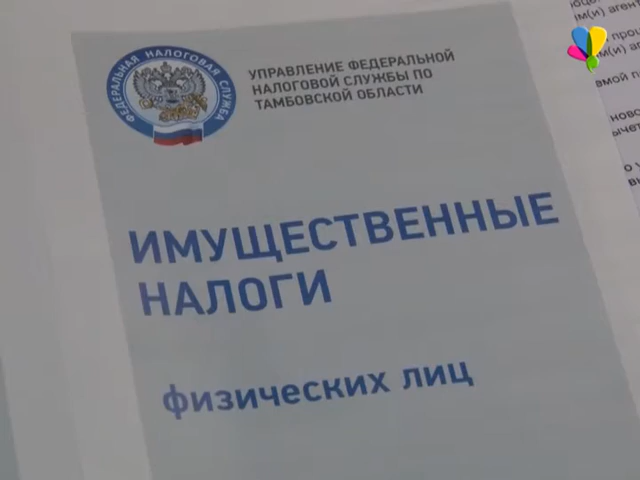 ФЕДЕРАЛЬНАЯ НАЛОГОВАЯ СЛУЖБА
УПРАВЛЕНИЕ ФЕДЕРАЛЬНОЙ
НАЛОГОВОЙ СЛУЖБЫ ПО
ТАМБОВСКОЙ ОБЛАСТИ
ИМУЩЕСТВЕННЫЕ
НАЛОГИ
физических лиц